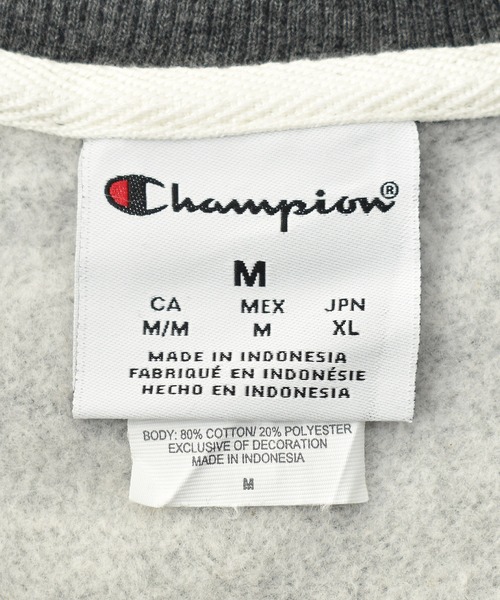 Champion®
M
CA MEX JPN
M/M M XL
MADE IN INDONESIA
FABRIQUÉ EN INDONÉSIE
HECHO EN INDONESIA
BODY: 80% COTTON/ 20% POLYESTER
EXCLUSIVE OF DECORATION
MADE IN INDONESIA
M